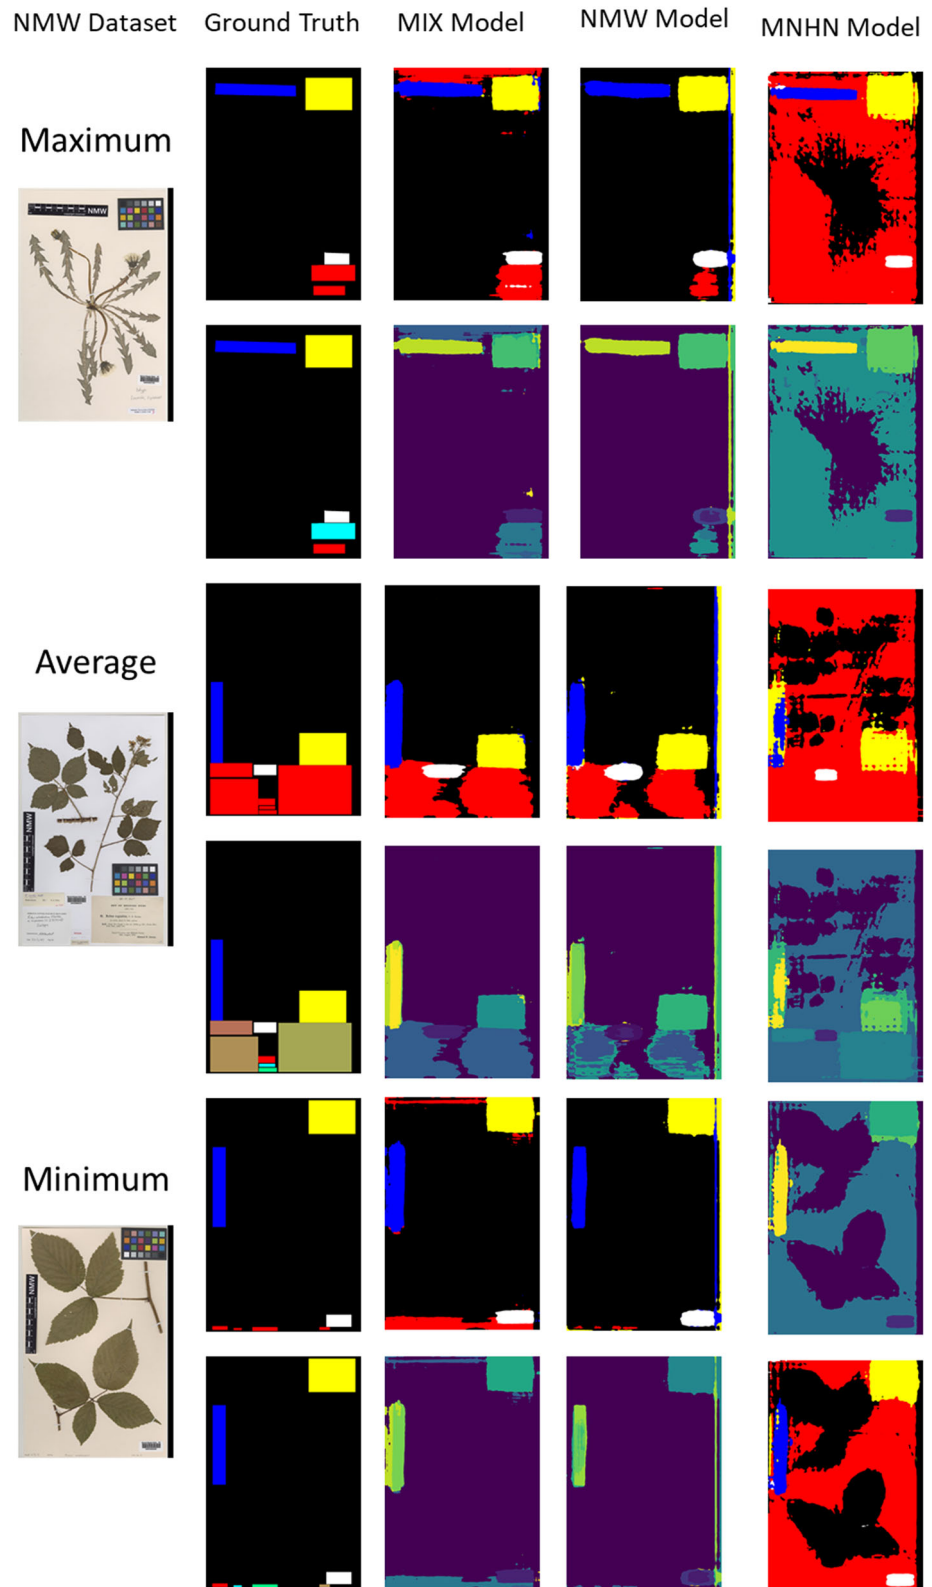 NMW Dataset Ground Truth MIX Model NMW Model MNHN Model
Maximum
NMW
Average
NMW
Minimum
NMW